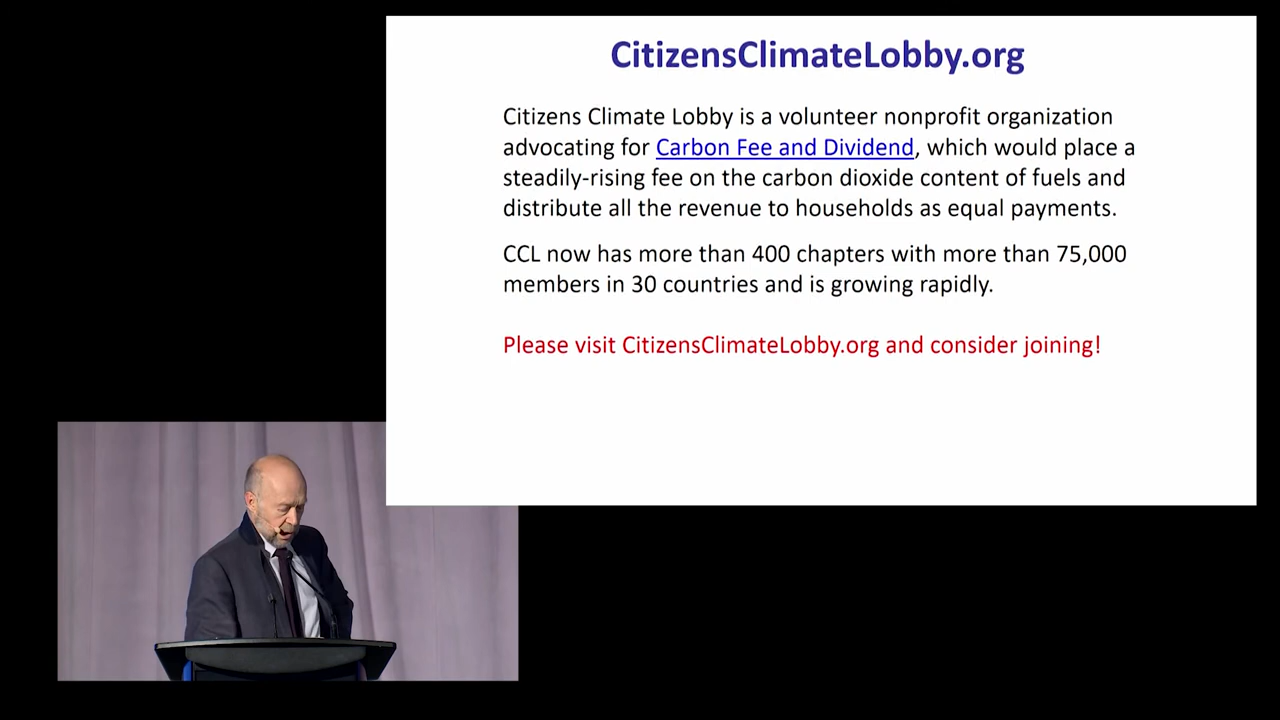 CitizensClimateLobby.org
Citizens Climate Lobby is a volunteer nonprofit organization
advocating for Carbon Fee and Dividend, which would place a
steadily-rising fee on the carbon dioxide content of fuels and
distribute all the revenue to households as equal payments.
CCL now has more than 400 chapters with more than 75,000
members in 30 countries and is growing rapidly.
Please visit CitizensClimateLobby.org and consider joining!